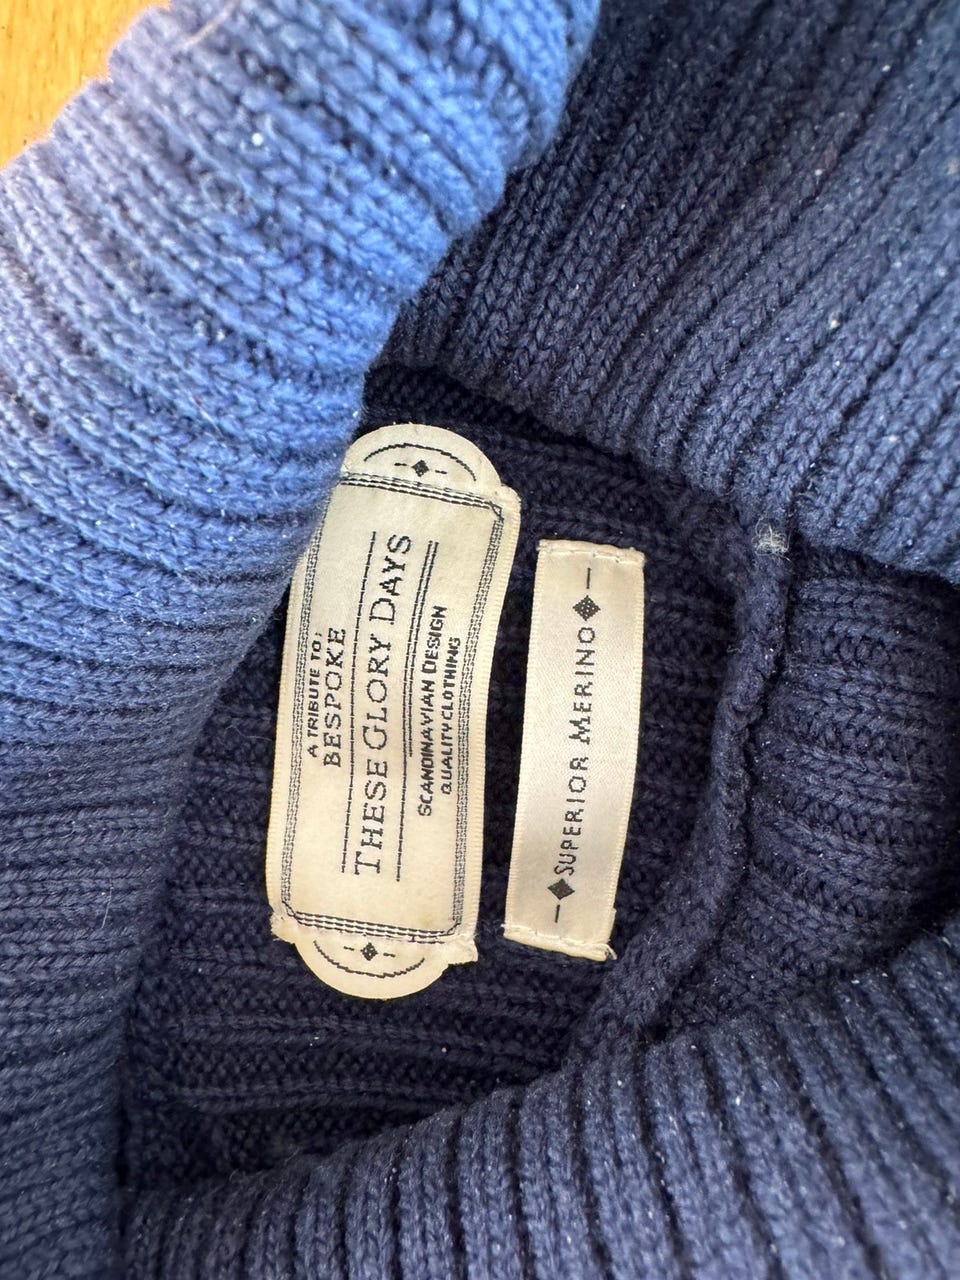 A TRIBUTE TO:
BESPOKE
THESE GLORY DAYS
SCANDINAVIAN DESIGN
QUALITY CLOTHING
SUPERIOR MERINO